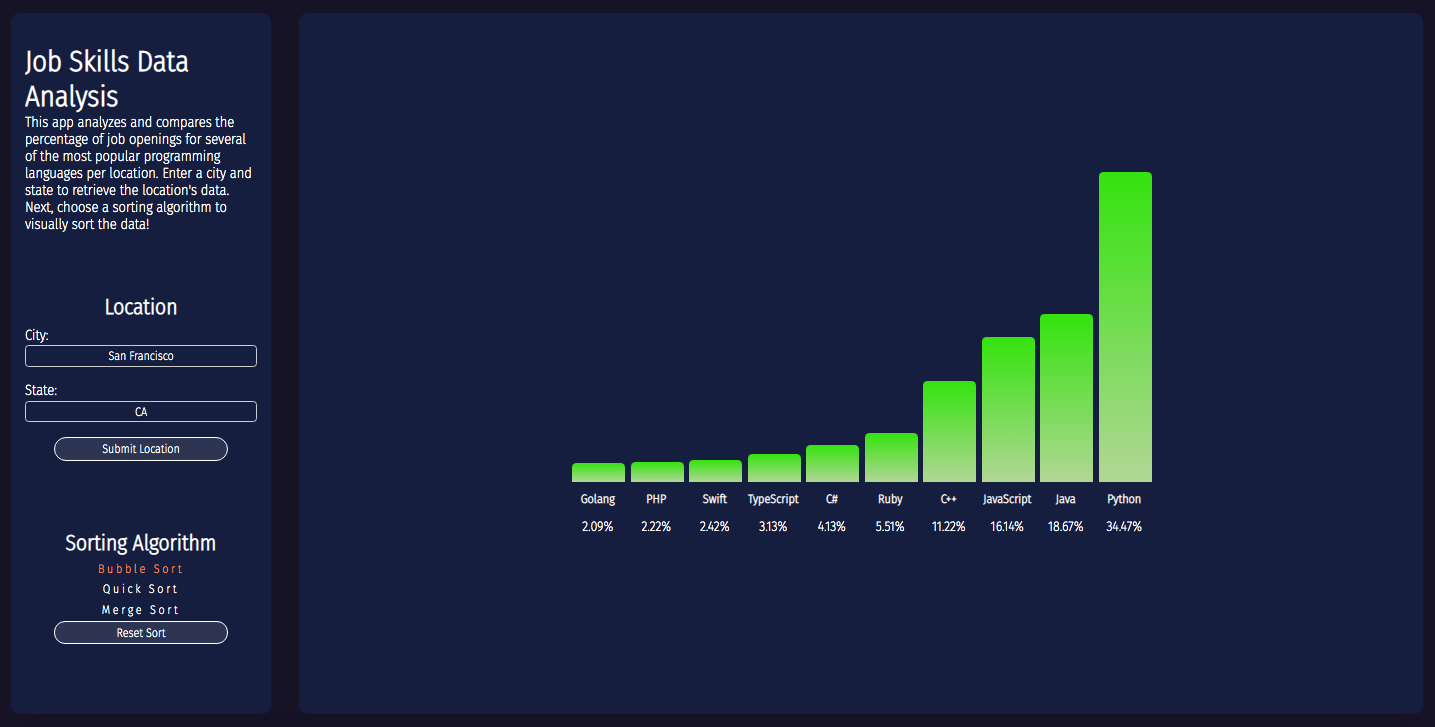 Job Skills Data
Analysis
This app analyzes and compares the
percentage of job openings for several
of the most popular programming
languages per location. Enter a city and
state to retrieve the location's data.
Next, choose a sorting algorithm to
visually sort the data!
Location
City:
San Francisco
State:
CA
Submit Location
Sorting Algorithm
Bubble Sort
Quick Sort
Merge Sort
Reset Sort
Golang PHP Swift TypeScript C# Ruby C++ JavaScript Java Python
2.09% 2.22% 2.42% 3.13% 4.13% 5.51% 11.22% 16.14% 18.67% 34.47%